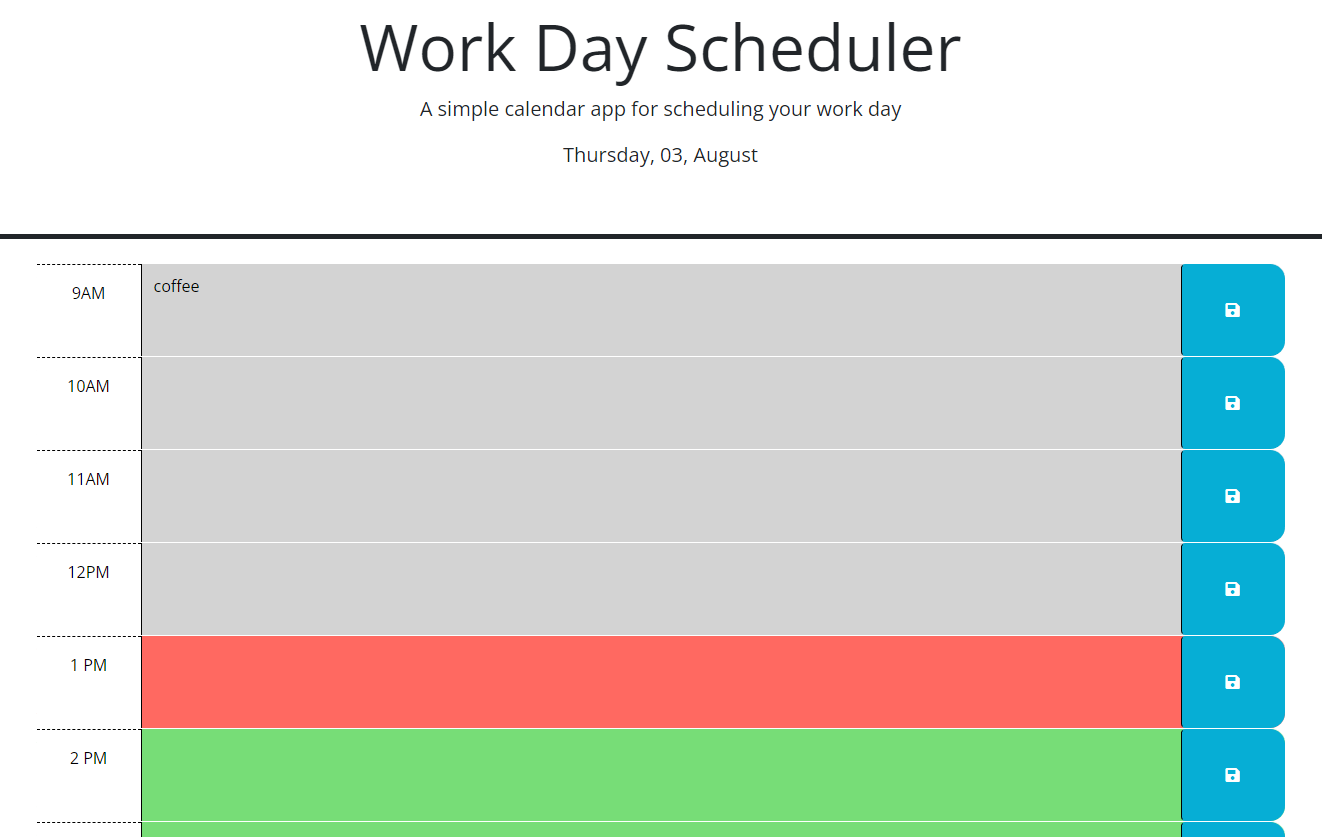 Work Day Scheduler
A simple calendar app for scheduling your work day
Thursday, 03, August
9AM
coffee
10AM
11AM
12PM
1 PM
2 PM